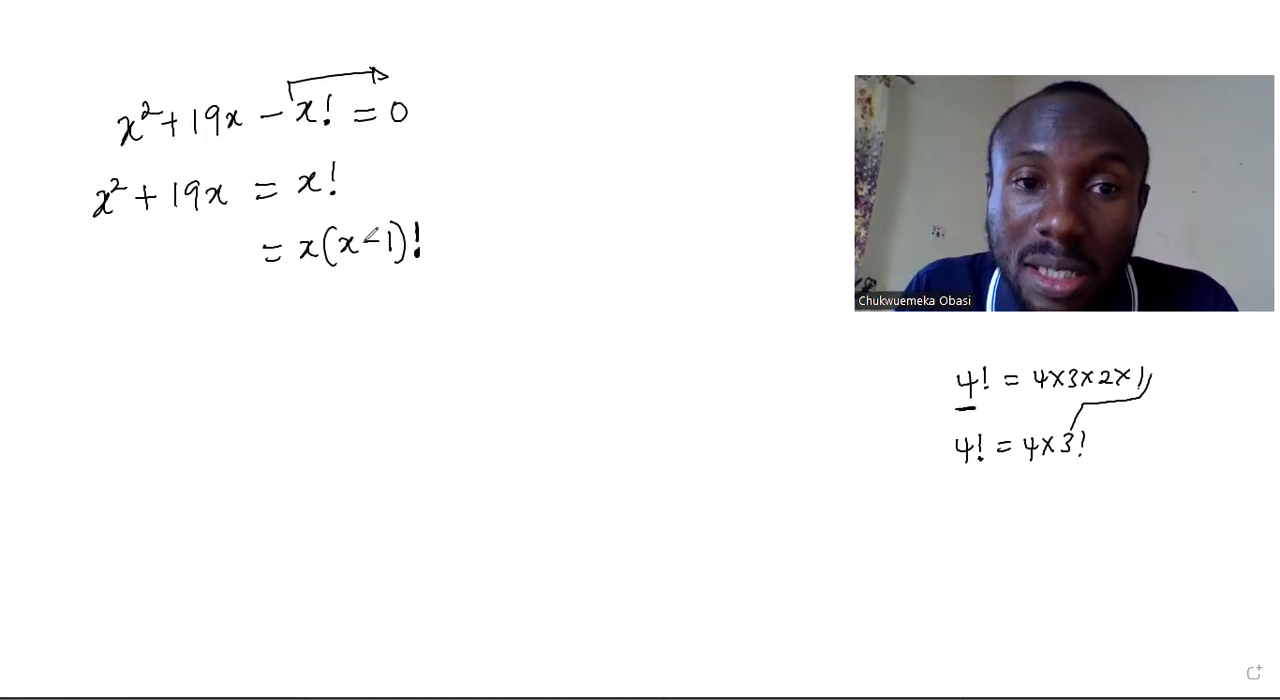 x² + 19x − x! = 0
x² + 19x = x!
= x(x−1)!
Chukwuemeka Obasi
4! = 4×3×2×1
4! = 4×3!